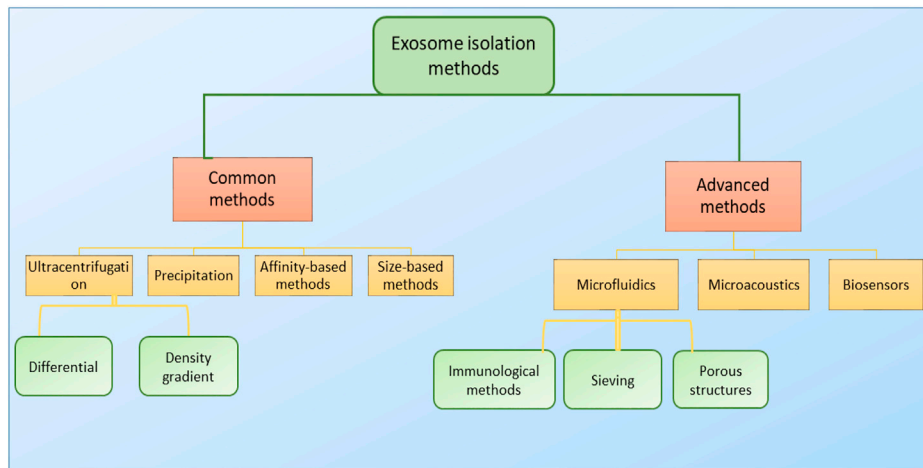 Exosome isolation
methods
Common
methods
Advanced
methods
Ultracentrifugati
on
Precipitation
Affinity-based
methods
Size-based
methods
Microfluidics
Microacoustics
Biosensors
Differential
Density
gradient
Immunological
methods
Sieving
Porous
structures